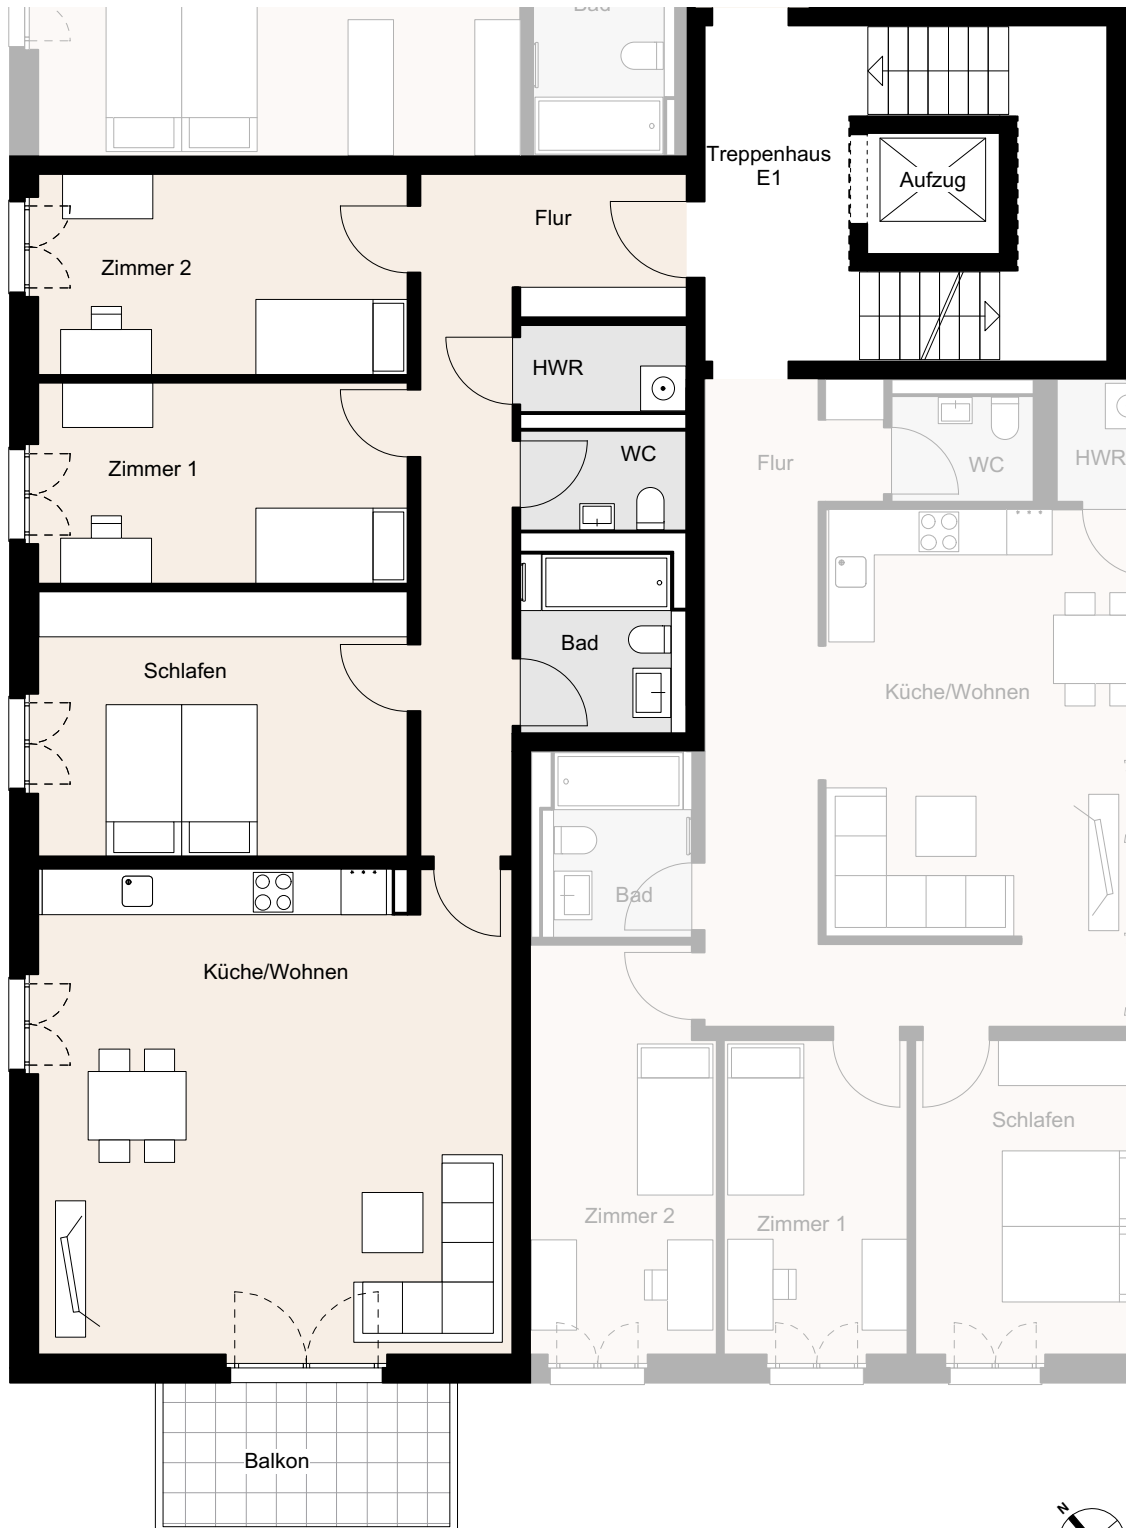 Bad
Treppenhaus
E1
Aufzug
Flur
Zimmer 2
HWR
WC
Zimmer 1
Flur
WC
HWR
Bad
Schlafen
Küche/Wohnen
Bad
Küche/Wohnen
Schlafen
Zimmer 2
Zimmer 1
Balkon
N